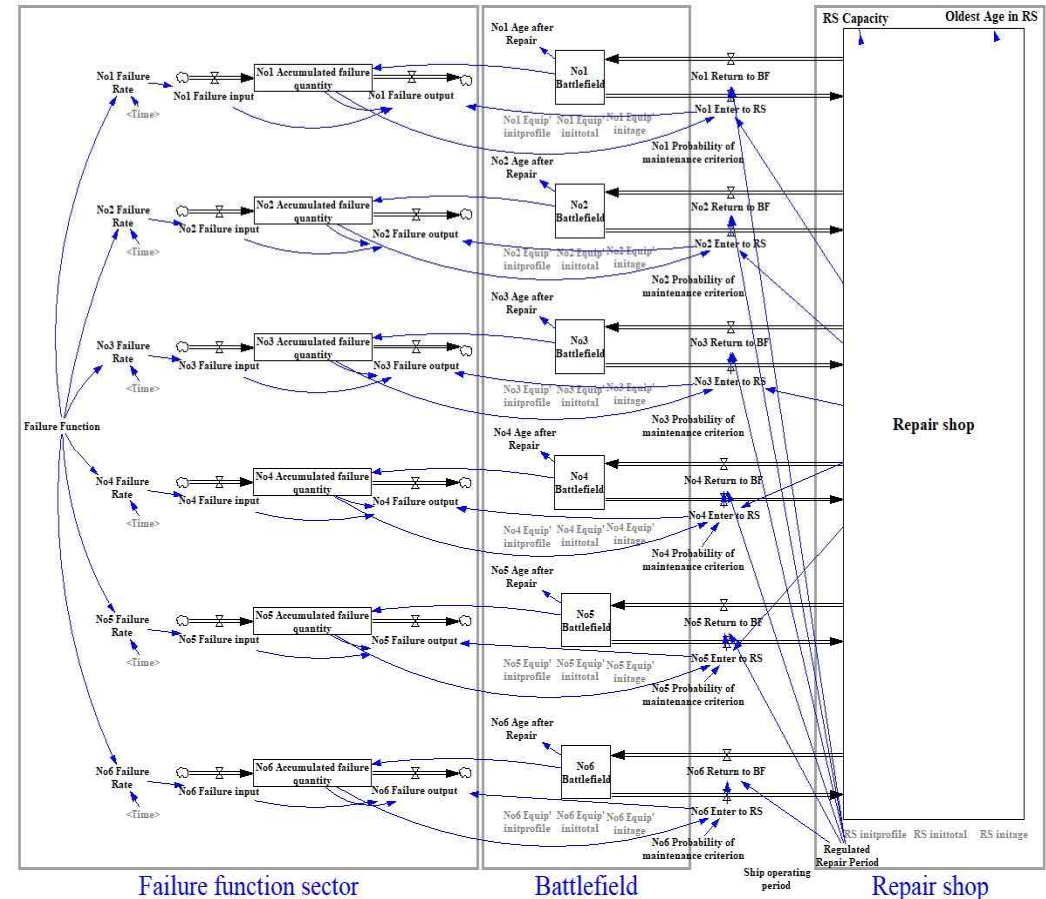 RS Capacity
Oldest Age in RS
No1 Failure
Rate
<Time>
No1 Failure input
No1 Accumulated failure
quantity
No1 Failure output
No1 Age after
Repair
No1
Battlefield
No1 Equip'
initprofile
No1 Equip'
inittotal
No1 Equip'
initage
No1 Return to BF
No1 Enter to RS
No1 Probability of
maintenance criterion
No2 Failure
Rate
<Time>
No2 Failure input
No2 Accumulated failure
quantity
No2 Failure output
No2 Age after
Repair
No2
Battlefield
No2 Equip'
initprofile
No2 Equip'
inittotal
No2 Equip'
initage
No2 Return to BF
No2 Enter to RS
No2 Probability of
maintenance criterion
No3 Failure
Rate
<Time>
No3 Failure input
No3 Accumulated failure
quantity
No3 Failure output
No3 Age after
Repair
No3
Battlefield
No3 Equip'
initprofile
No3 Equip'
inittotal
No3 Equip'
initage
No3 Return to BF
No3 Enter to RS
No3 Probability of
maintenance criterion
Repair shop
Failure Function
No4 Failure
Rate
<Time>
No4 Failure input
No4 Accumulated failure
quantity
No4 Failure output
No4 Age after
Repair
No4
Battlefield
No4 Equip'
initprofile
No4 Equip'
inittotal
No4 Equip'
initage
No4 Return to BF
No4 Enter to RS
No4 Probability of
maintenance criterion
No5 Failure
Rate
<Time>
No5 Failure input
No5 Accumulated failure
quantity
No5 Failure output
No5 Age after
Repair
No5
Battlefield
No5 Equip'
initprofile
No5 Equip'
inittotal
No5 Equip'
initage
No5 Return to BF
No5 Enter to RS
No5 Probability of
maintenance criterion
No6 Failure
Rate
<Time>
No6 Failure input
No6 Accumulated failure
quantity
No6 Failure output
No6 Age after
Repair
No6
Battlefield
No6 Equip'
initprofile
No6 Equip'
inittotal
No6 Equip'
initage
No6 Return to BF
No6 Enter to RS
No6 Probability of
maintenance criterion
RS initprofile
RS inittotal
RS initage
Regulated
Repair Period
Ship operating
period
Failure function sector
Battlefield
Repair shop